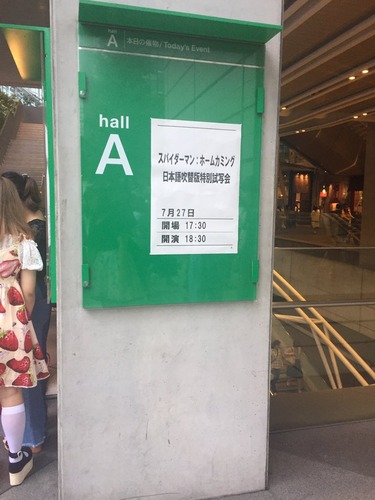 hall
A 本日の催物/Today's Event
hall
A
スパイダーマン:ホームカミング
日本語吹替版特別試写会
7月27日
開場 17:30
開演 18:30